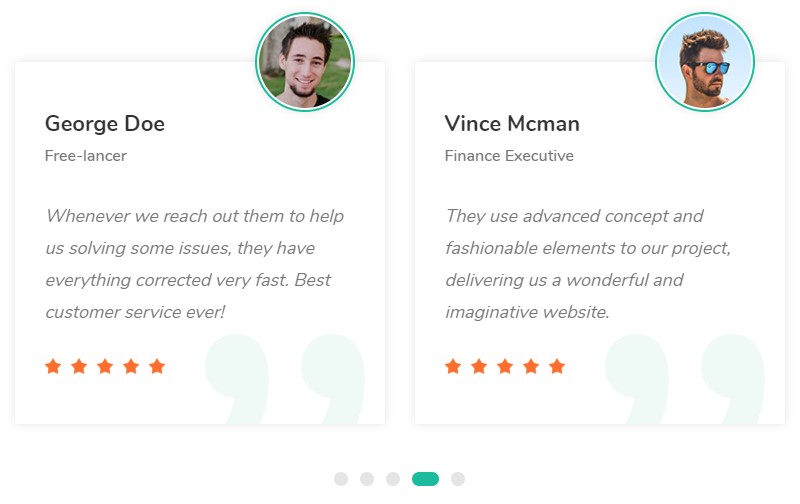 George Doe
Free-lancer
Whenever we reach out them to help
us solving some issues, they have
everything corrected very fast. Best
customer service ever!
Vince Mcman
Finance Executive
They use advanced concept and
fashionable elements to our project,
delivering us a wonderful and
imaginative website.